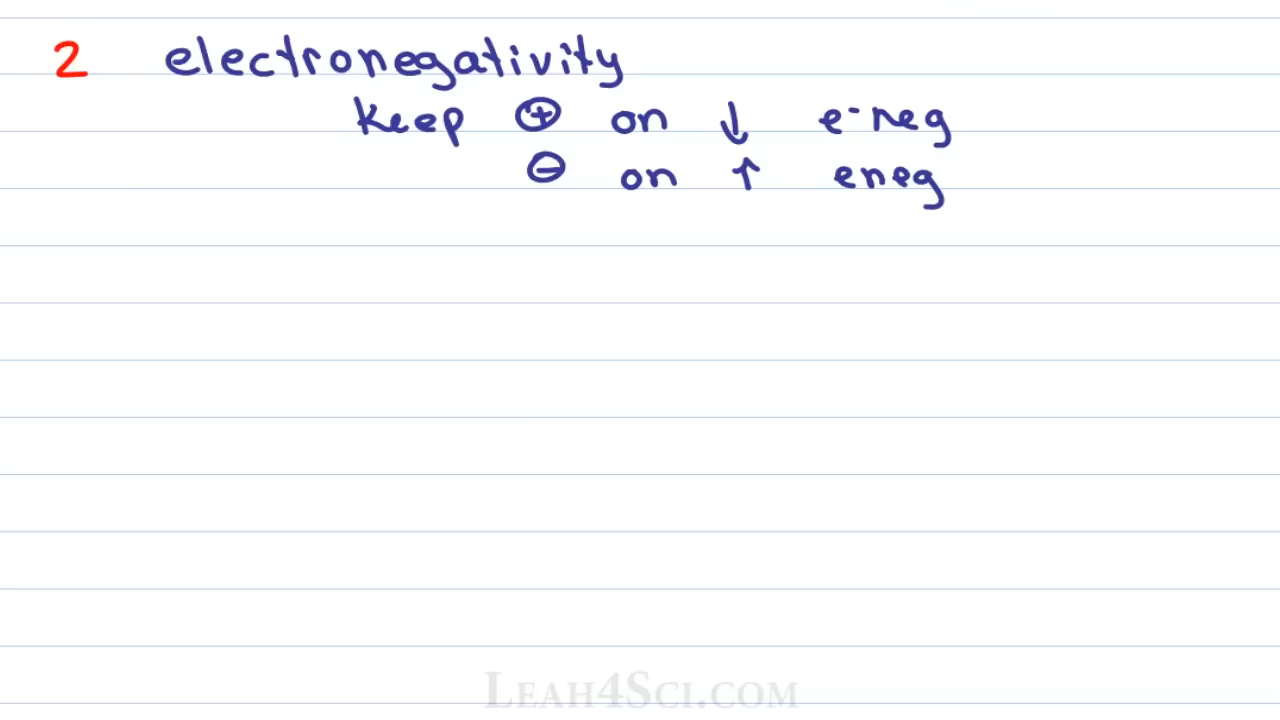 2 electronegativity
keep ⊕ on ↓ e-neg
⊖ on ↑ eneg
LEAH4SCI.COM